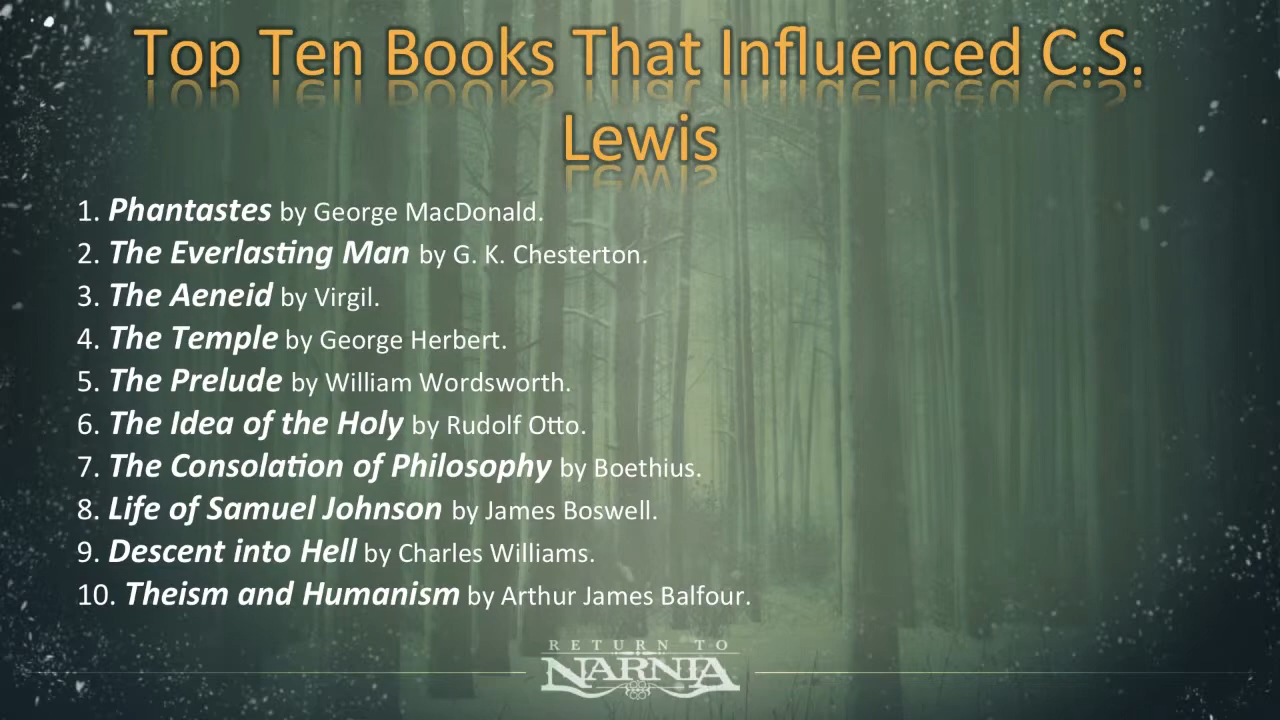 Top Ten Books That Influenced C.S.
Lewis
1. Phantastes by George MacDonald.
2. The Everlasting Man by G. K. Chesterton.
3. The Aeneid by Virgil.
4. The Temple by George Herbert.
5. The Prelude by William Wordsworth.
6. The Idea of the Holy by Rudolf Otto.
7. The Consolation of Philosophy by Boethius.
8. Life of Samuel Johnson by James Boswell.
9. Descent into Hell by Charles Williams.
10. Theism and Humanism by Arthur James Balfour.
RETURN TO
NARNIA